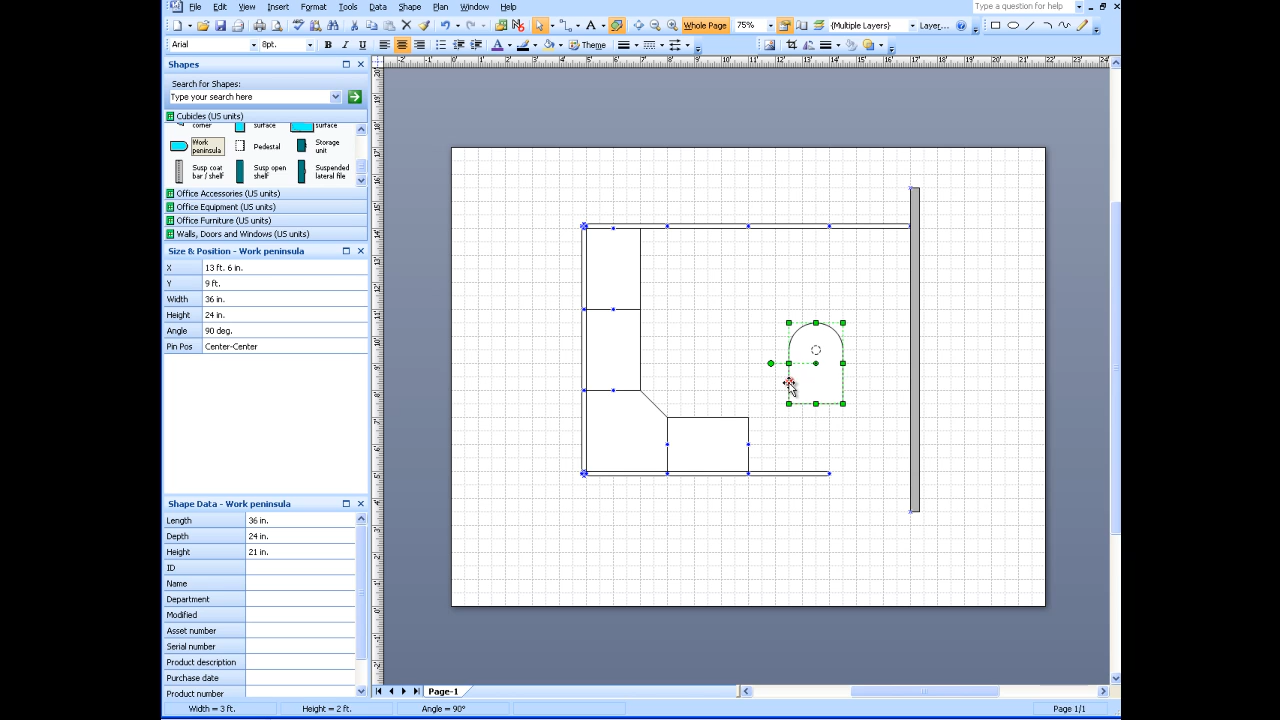 File Edit View Insert Format Tools Data Shape Plan Window Help
Type a question for help
Whole Page 75% {Multiple Layers} Layer...
Arial 8pt. B I U A Theme
Shapes
Search for Shapes:
Type your search here
Cubicles (US units)
corner surface surface
Work peninsula
Pedestal
Storage unit
Susp coat bar / shelf
Susp open shelf
Suspended lateral file
Office Accessories (US units)
Office Equipment (US units)
Office Furniture (US units)
Walls, Doors and Windows (US units)
Size & Position - Work peninsula
X 13 ft. 6 in.
Y 9 ft.
Width 36 in.
Height 24 in.
Angle 90 deg.
Pin Pos Center-Center
Shape Data - Work peninsula
Length 36 in.
Depth 24 in.
Height 21 in.
ID
Name
Department
Modified
Asset number
Serial number
Product description
Purchase date
Product number
Page-1
Width = 3 ft. Height = 2 ft. Angle = 90° Page 1/1